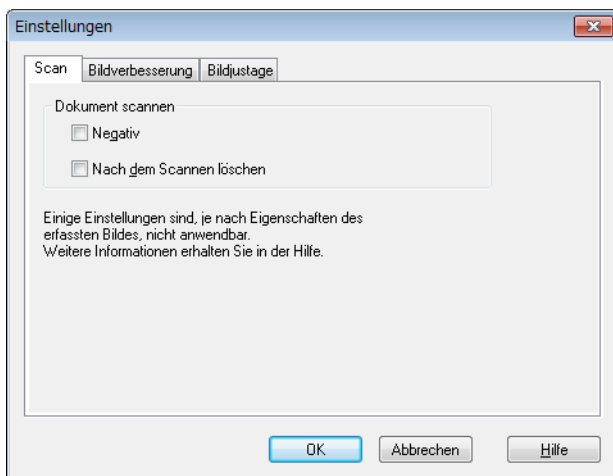 Einstellungen
Scan Bildverbesserung Bildjustage
Dokument scannen
Negativ
Nach dem Scannen löschen
Einige Einstellungen sind, je nach Eigenschaften des
erfassten Bildes, nicht anwendbar.
Weitere Informationen erhalten Sie in der Hilfe.
OK Abbrechen Hilfe